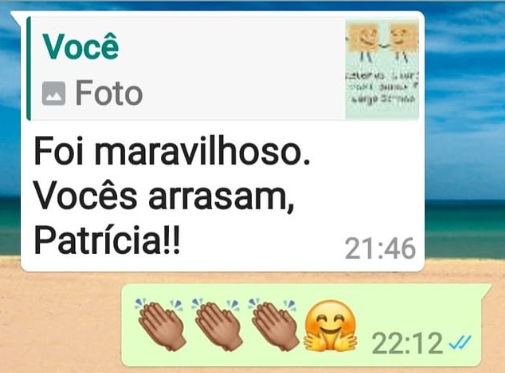 Você
Foto
Foi maravilhoso.
Vocês arrasam,
Patrícia!!
21:46
22:12